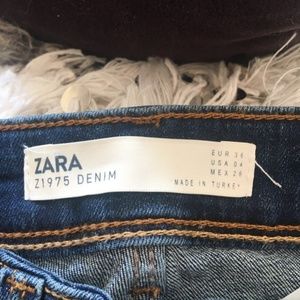 ZARA
Z1975 DENIM
EUR 36
USA 04
MEX 26
MADE IN TURKEY